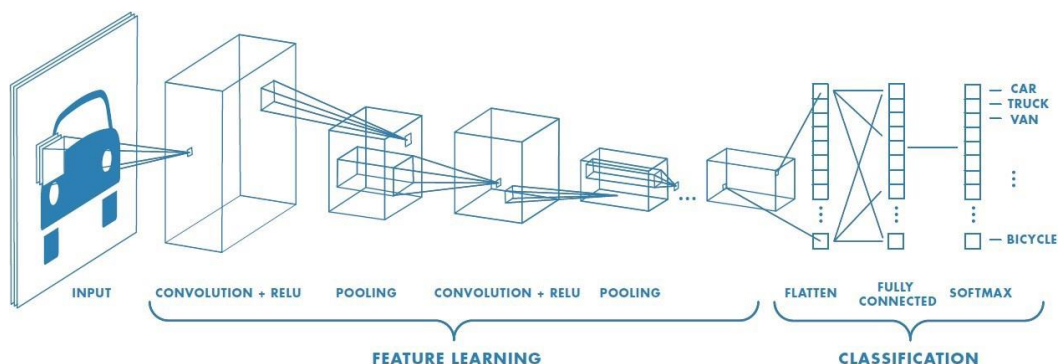 CAR
TRUCK
VAN
BICYCLE
INPUT
CONVOLUTION + RELU
POOLING
CONVOLUTION + RELU
POOLING
FLATTEN
FULLY
CONNECTED
SOFTMAX
FEATURE LEARNING
CLASSIFICATION